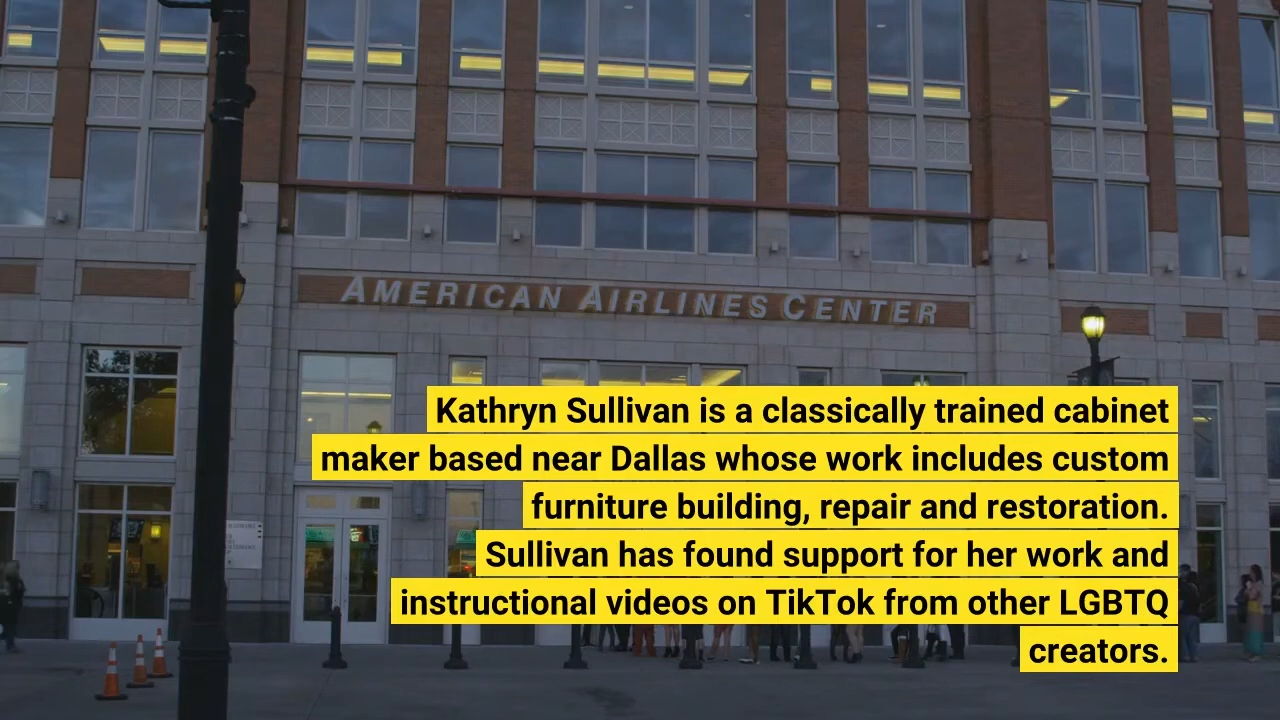 AMERICAN AIRLINES CENTER
Kathryn Sullivan is a classically trained cabinet
maker based near Dallas whose work includes custom
furniture building, repair and restoration.
Sullivan has found support for her work and
instructional videos on TikTok from other LGBTQ
creators.